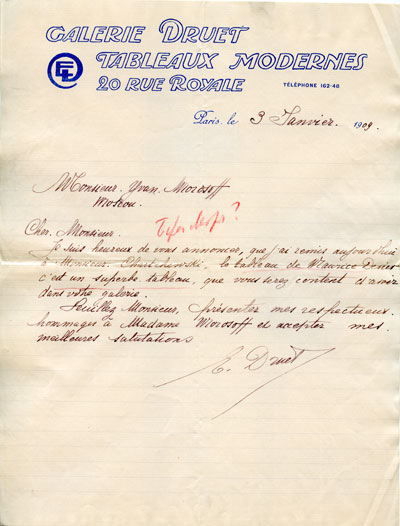 GALERIE DRUET
TABLEAUX MODERNES
20 RUE ROYALE
TÉLÉPHONE 162-48
Paris, le 3 Janvier 1909.
Monsieur Yvan Morosoff
Moscou.
Cher Monsieur.
Je suis heureux de vous annoncer, que j'ai remis aujourd'hui
à Monsieur le tableau de Maurice Denis
c'est un superbe tableau, que vous serez content d'avoir
dans votre galerie.
Veuillez Monsieur, présenter mes respectueux
hommages à Madame Morosoff et accepter mes
meilleures salutations
E. Druet